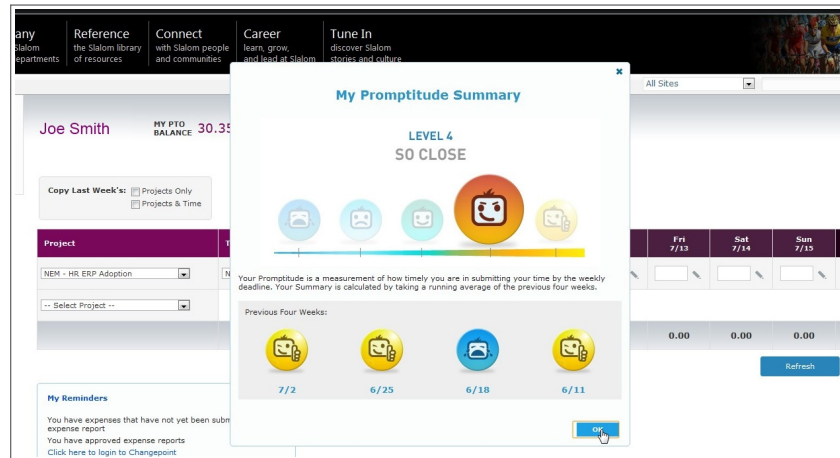 any
Slalom
epartments
Reference
the Slalom library
of resources
Connect
with Slalom people
and communities
Career
learn, grow,
and lead at Slalom
Tune In
discover Slalom
stories and culture
All Sites
Joe Smith
MY PTO
BALANCE 30.35
Copy Last Week's:
Projects Only
Projects & Time
Project
T
Fri
7/13
Sat
7/14
Sun
7/15
NEM - HR ERP Adoption
N
-- Select Project --
0.00
0.00
0.00
Refresh
My Reminders
You have expenses that have not yet been subm
expense report
You have approved expense reports
Click here to login to Changepoint
x
My Promptitude Summary
LEVEL 4
SO CLOSE
Your Promptitude is a measurement of how timely you are in submitting your time by the weekly
deadline. Your Summary is calculated by taking a running average of the previous four weeks.
Previous Four Weeks:
7/2
6/25
6/18
6/11
OK